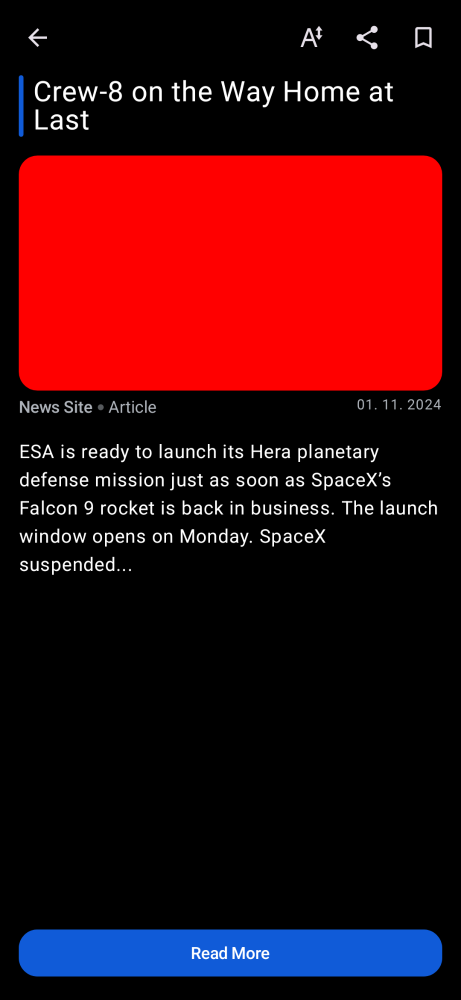 Crew-8 on the Way Home at
Last
News Site • Article
01. 11. 2024
ESA is ready to launch its Hera planetary
defense mission just as soon as SpaceX’s
Falcon 9 rocket is back in business. The launch
window opens on Monday. SpaceX
suspended...
Read More